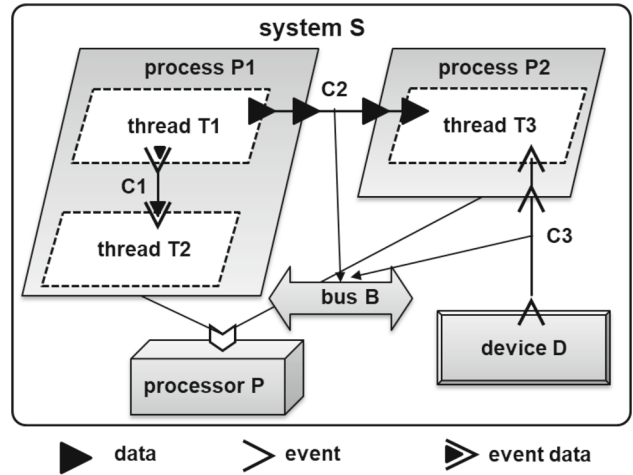 system S
process P1
process P2
C2
thread T1
thread T3
C1
thread T2
C3
bus B
device D
processor P
data
event
event data